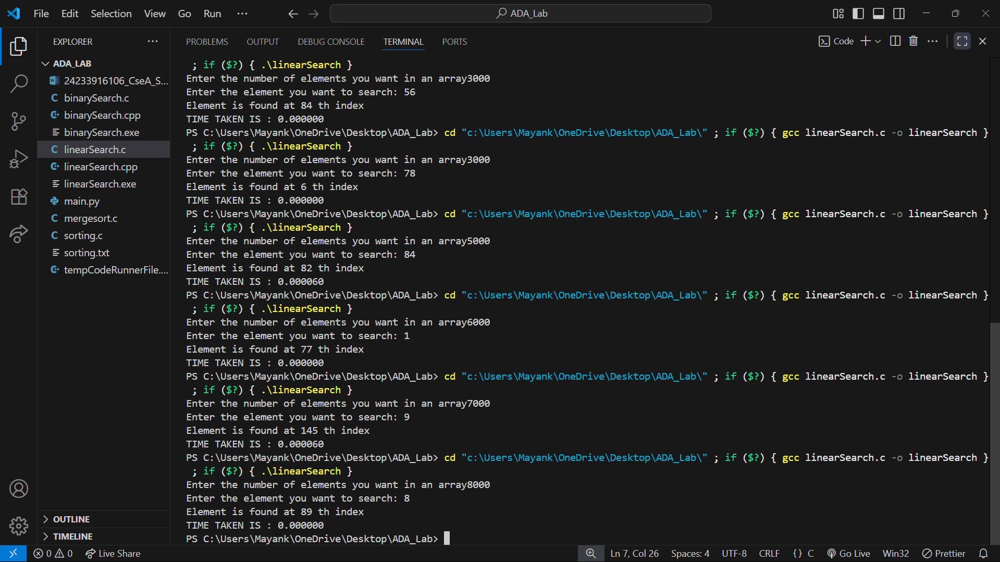 File Edit Selection View Go Run ··· ADA_Lab
EXPLORER ···
ADA_LAB
24233916106_CseA_S...
binarySearch.c
binarySearch.cpp
binarySearch.exe
linearSearch.c
linearSearch.cpp
linearSearch.exe
main.py
mergesort.c
sorting.c
sorting.txt
tempCodeRunnerFile....
OUTLINE
TIMELINE
PROBLEMS OUTPUT DEBUG CONSOLE TERMINAL PORTS Code
; if ($?) { .\linearSearch }
Enter the number of elements you want in an array3000
Enter the element you want to search: 56
Element is found at 84 th index
TIME TAKEN IS : 0.000000
PS C:\Users\Mayank\OneDrive\Desktop\ADA_Lab> cd "c:\Users\Mayank\OneDrive\Desktop\ADA_Lab\" ; if ($?) { gcc linearSearch.c -o linearSearch }
; if ($?) { .\linearSearch }
Enter the number of elements you want in an array3000
Enter the element you want to search: 78
Element is found at 6 th index
TIME TAKEN IS : 0.000000
PS C:\Users\Mayank\OneDrive\Desktop\ADA_Lab> cd "c:\Users\Mayank\OneDrive\Desktop\ADA_Lab\" ; if ($?) { gcc linearSearch.c -o linearSearch }
; if ($?) { .\linearSearch }
Enter the number of elements you want in an array5000
Enter the element you want to search: 84
Element is found at 82 th index
TIME TAKEN IS : 0.000060
PS C:\Users\Mayank\OneDrive\Desktop\ADA_Lab> cd "c:\Users\Mayank\OneDrive\Desktop\ADA_Lab\" ; if ($?) { gcc linearSearch.c -o linearSearch }
; if ($?) { .\linearSearch }
Enter the number of elements you want in an array6000
Enter the element you want to search: 1
Element is found at 77 th index
TIME TAKEN IS : 0.000000
PS C:\Users\Mayank\OneDrive\Desktop\ADA_Lab> cd "c:\Users\Mayank\OneDrive\Desktop\ADA_Lab\" ; if ($?) { gcc linearSearch.c -o linearSearch }
; if ($?) { .\linearSearch }
Enter the number of elements you want in an array7000
Enter the element you want to search: 9
Element is found at 145 th index
TIME TAKEN IS : 0.000060
PS C:\Users\Mayank\OneDrive\Desktop\ADA_Lab> cd "c:\Users\Mayank\OneDrive\Desktop\ADA_Lab\" ; if ($?) { gcc linearSearch.c -o linearSearch }
; if ($?) { .\linearSearch }
Enter the number of elements you want in an array8000
Enter the element you want to search: 8
Element is found at 89 th index
TIME TAKEN IS : 0.000000
PS C:\Users\Mayank\OneDrive\Desktop\ADA_Lab>
0 0 Live Share Ln 7, Col 26 Spaces: 4 UTF-8 CRLF {} C Go Live Win32 Prettier